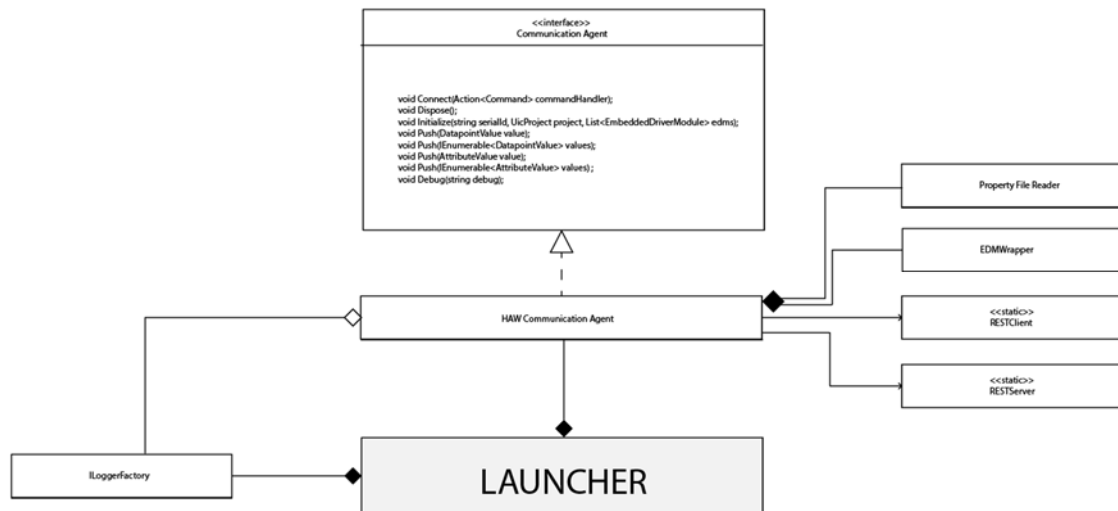 <<interface>>
Communication Agent
void Connect(Action<Command> commandHandler);
void Dispose();
void Initialize(string serialId, UicProject project, List<EmbeddedDriverModule> edms);
void Push(DatapointValue value);
void Push(IEnumerable<DatapointValue> values);
void Push(AttributeValue value);
void Push(IEnumerable<AttributeValue> values) ;
void Debug(string debug);
Property File Reader
EDMWrapper
HAW Communication Agent
<<static>>
RESTClient
<<static>>
RESTServer
ILoggerFactory
LAUNCHER